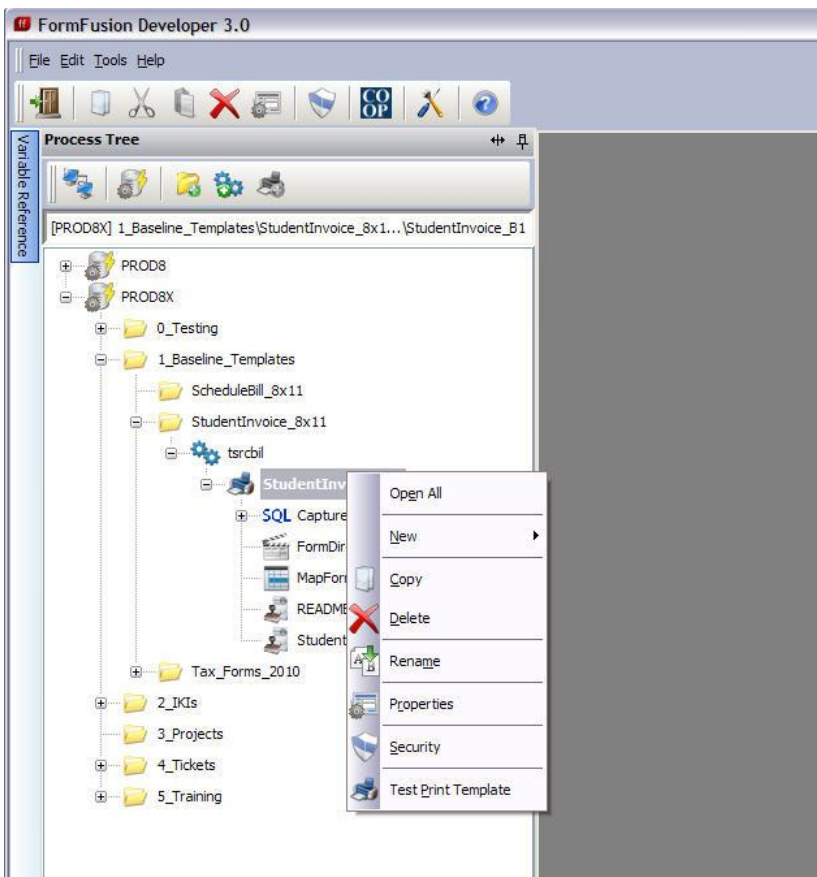 FormFusion Developer 3.0
File Edit Tools Help
CO
OP
Variable Reference
Process Tree
[PROD8X] 1_Baseline_Templates\StudentInvoice_8x1...\StudentInvoice_B1
PROD8
PROD8X
0_Testing
1_Baseline_Templates
ScheduleBill_8x11
StudentInvoice_8x11
tsrcbil
StudentInv
SQL Capture
FormDir
MapFor
README
Student
Tax_Forms_2010
2_IKIs
3_Projects
4_Tickets
5_Training
Open All
New
Copy
Delete
Rename
Properties
Security
Test Print Template